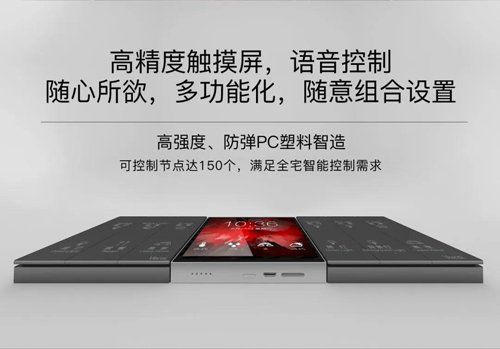 高精度触摸屏，语音控制
随心所欲，多功能化，随意组合设置
高强度、防弹PC塑料智造
可控制节点达150个，满足全宅智能控制需求
10:36